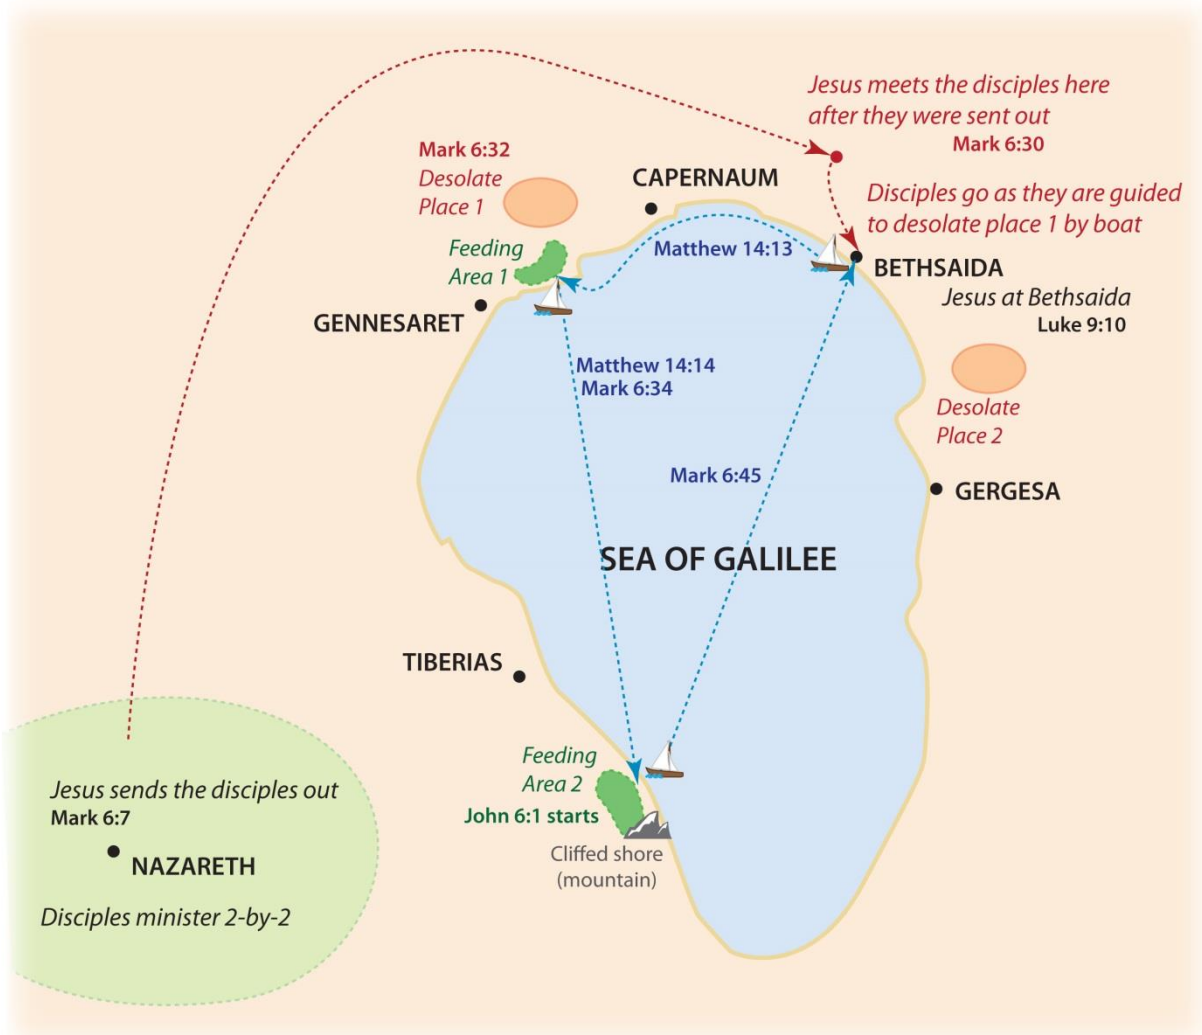 Jesus meets the disciples here
after they were sent out
Mark 6:30
Mark 6:32
Desolate
Place 1
CAPERNAUM
Disciples go as they are guided
to desolate place 1 by boat
Feeding
Area 1
Matthew 14:13
BETHSAIDA
Jesus at Bethsaida
Luke 9:10
GENNESARET
Matthew 14:14
Mark 6:34
Desolate
Place 2
Mark 6:45
GERGESA
SEA OF GALILEE
TIBERIAS
Feeding
Area 2
John 6:1 starts
Cliffed shore
(mountain)
Jesus sends the disciples out
Mark 6:7
NAZARETH
Disciples minister 2-by-2